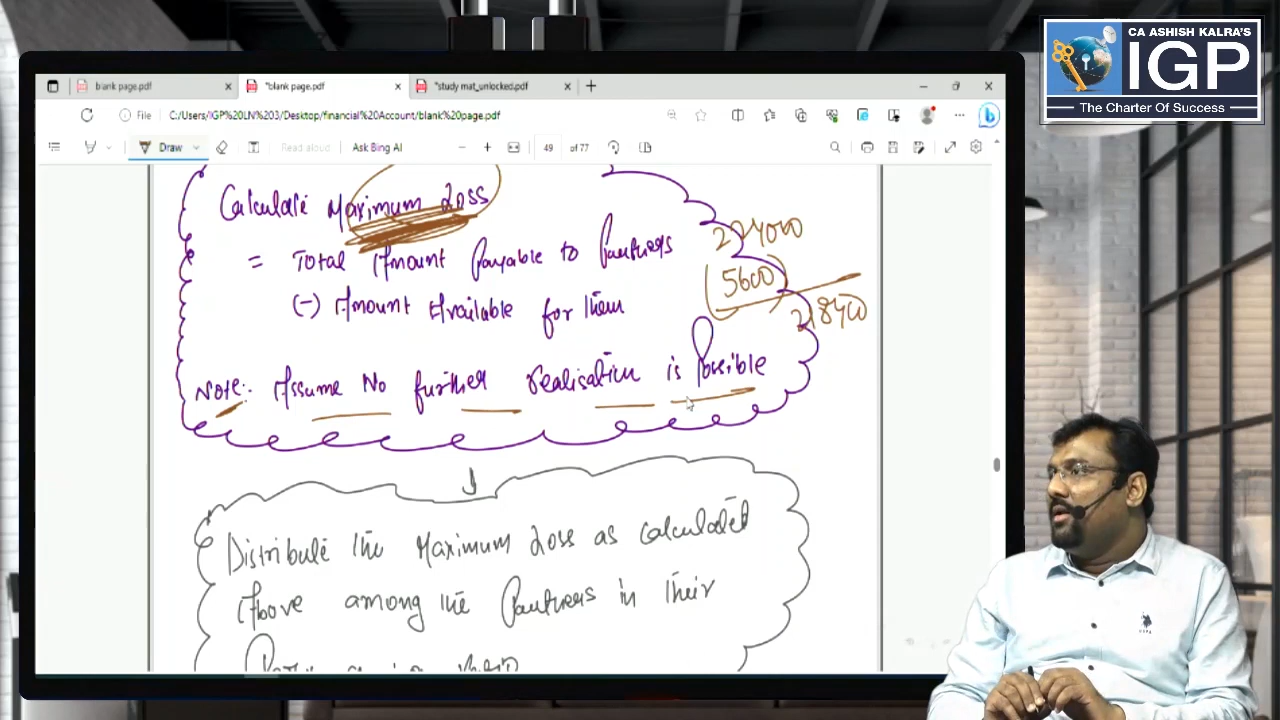 CA ASHISH KALRA'S
IGP
The Charter Of Success
blank page.pdf
*blank page.pdf
*study mat_unlocked.pdf
File
C:/Users/IGP%20LN%203/Desktop/financial%20Account/blank%20page.pdf
Draw
Read aloud
Ask Bing AI
49 of 77
Calculate Maximum Loss
= Total Amount Payable to Partners
(-) Amount Available for them
224000
(5600)
218400
Note:- Assume No further realisation is Possible
Distribute the Maximum Loss as calculated
Above among the Partners in their